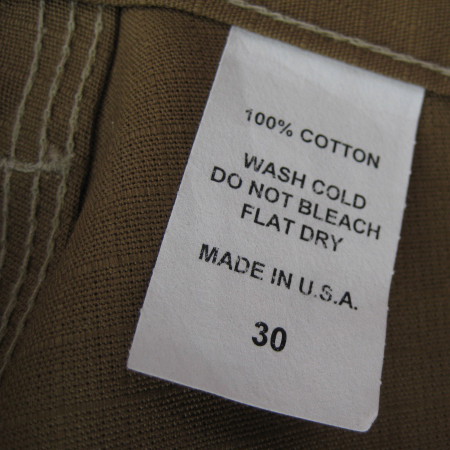 100% COTTON
WASH COLD
DO NOT BLEACH
FLAT DRY
MADE IN U.S.A.
30